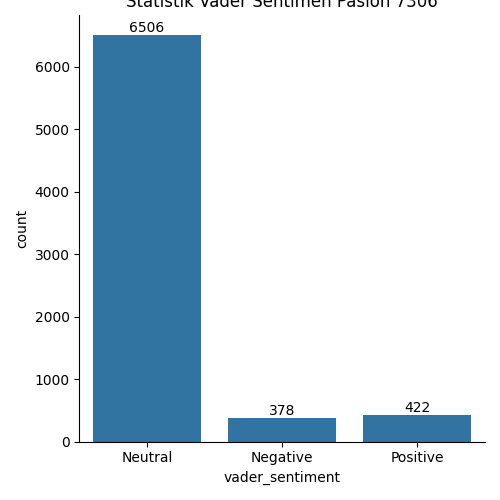 Statistik Vader Sentimen Paslon 7306
6506
378
422
6000
5000
4000
3000
2000
1000
0
count
Neutral
Negative
Positive
vader_sentiment